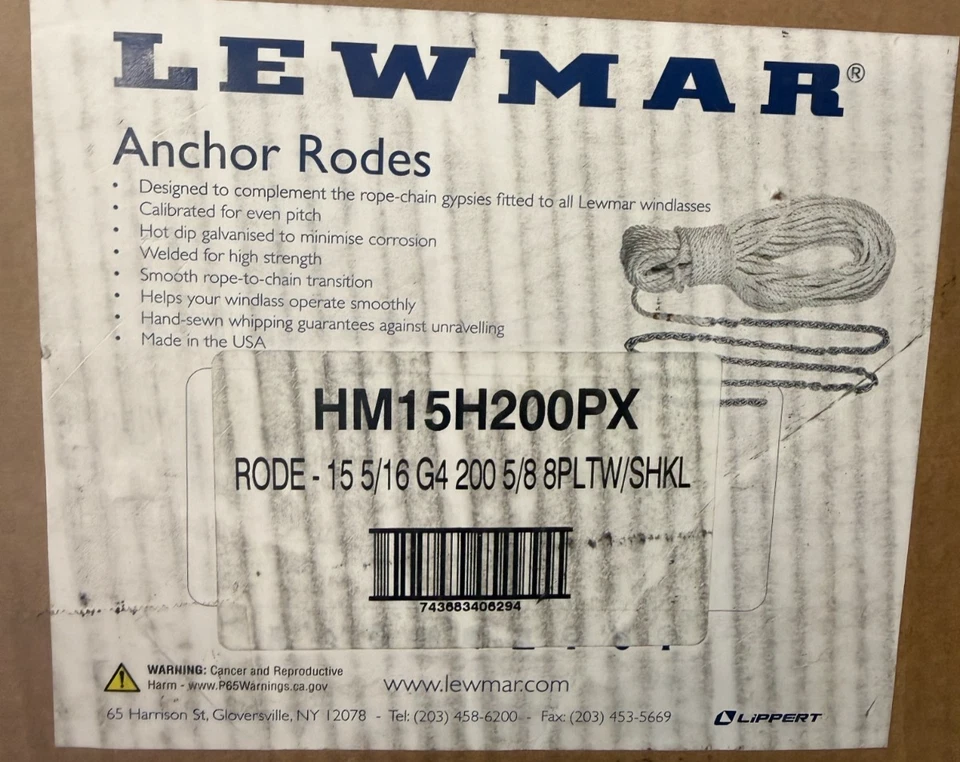 LEWMAR®
Anchor Rodes
• Designed to complement the rope-chain gypsies fitted to all Lewmar windlasses
• Calibrated for even pitch
• Hot dip galvanised to minimise corrosion
• Welded for high strength
• Smooth rope-to-chain transition
• Helps your windlass operate smoothly
• Hand-sewn whipping guarantees against unravelling
• Made in the USA
HM15H200PX
RODE - 15 5/16 G4 200 5/8 8PLTW/SHKL
743683406294
WARNING: Cancer and Reproductive
Harm - www.P65Warnings.ca.gov
www.lewmar.com
65 Harrison St, Gloversville, NY 12078 - Tel: (203) 458-6200 - Fax: (203) 453-5669
LIPPERT